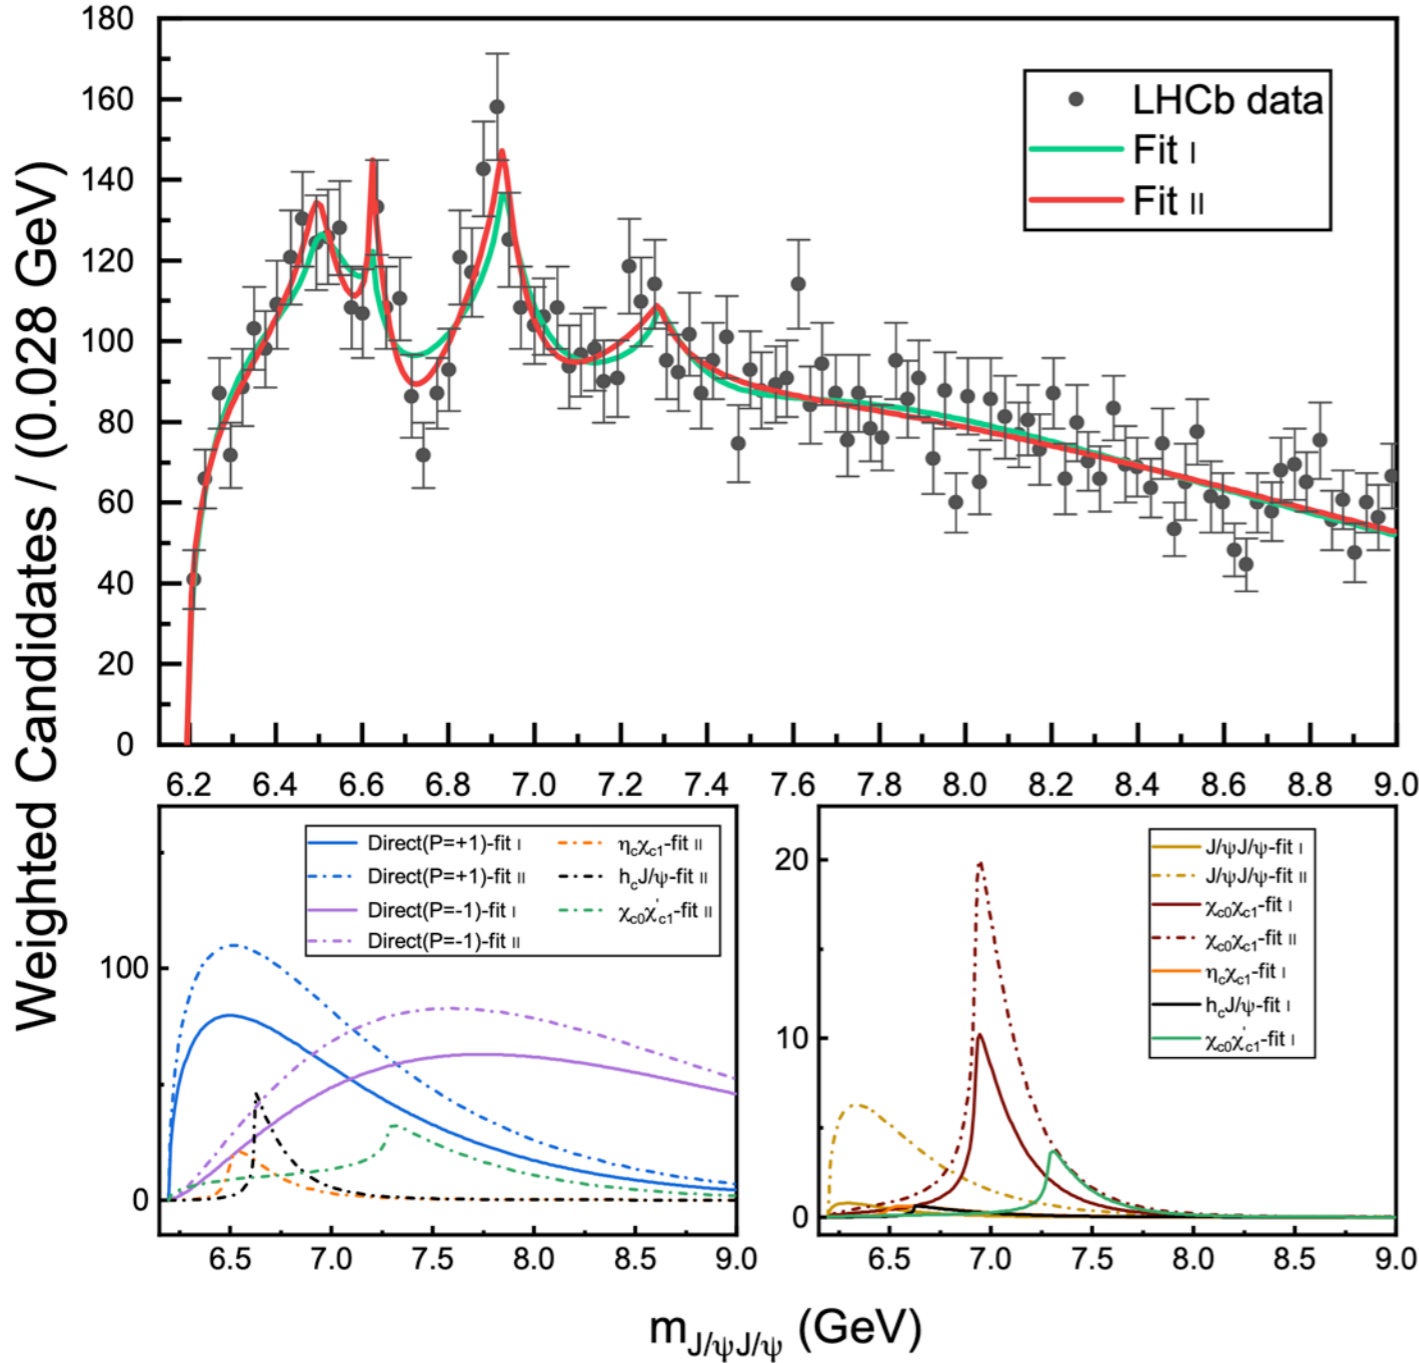 Weighted Candidates / (0.028 GeV)
180
160
140
120
100
80
60
40
20
0
LHCb data
Fit I
Fit II
6.2 6.4 6.6 6.8 7.0 7.2 7.4 7.6 7.8 8.0 8.2 8.4 8.6 8.8 9.0
100
0
Direct(P=+1)-fit I
Direct(P=+1)-fit II
Direct(P=-1)-fit I
Direct(P=-1)-fit II
ηcχc1-fit II
hcJ/ψ-fit II
χc0χ'c1-fit II
6.5 7.0 7.5 8.0 8.5 9.0
20
10
0
J/ψJ/ψ-fit I
J/ψJ/ψ-fit II
χc0χc1-fit I
χc0χc1-fit II
ηcχc1-fit I
hcJ/ψ-fit I
χc0χ'c1-fit I
6.5 7.0 7.5 8.0 8.5 9.0
mJ/ψJ/ψ (GeV)